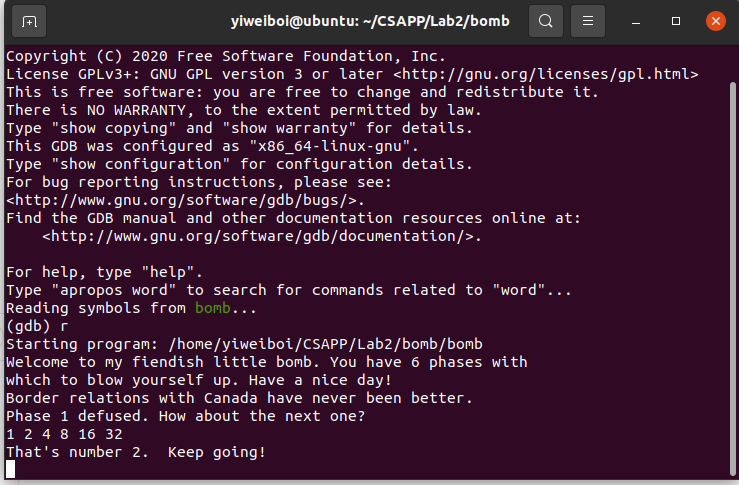 yiweiboi@ubuntu: ~/CSAPP/Lab2/bomb
Copyright (C) 2020 Free Software Foundation, Inc.
License GPLv3+: GNU GPL version 3 or later <http://gnu.org/licenses/gpl.html>
This is free software: you are free to change and redistribute it.
There is NO WARRANTY, to the extent permitted by law.
Type "show copying" and "show warranty" for details.
This GDB was configured as "x86_64-linux-gnu".
Type "show configuration" for configuration details.
For bug reporting instructions, please see:
<http://www.gnu.org/software/gdb/bugs/>.
Find the GDB manual and other documentation resources online at:
    <http://www.gnu.org/software/gdb/documentation/>.

For help, type "help".
Type "apropos word" to search for commands related to "word"...
Reading symbols from bomb...
(gdb) r
Starting program: /home/yiweiboi/CSAPP/Lab2/bomb/bomb
Welcome to my fiendish little bomb. You have 6 phases with
which to blow yourself up. Have a nice day!
Border relations with Canada have never been better.
Phase 1 defused. How about the next one?
1 2 4 8 16 32
That's number 2.  Keep going!